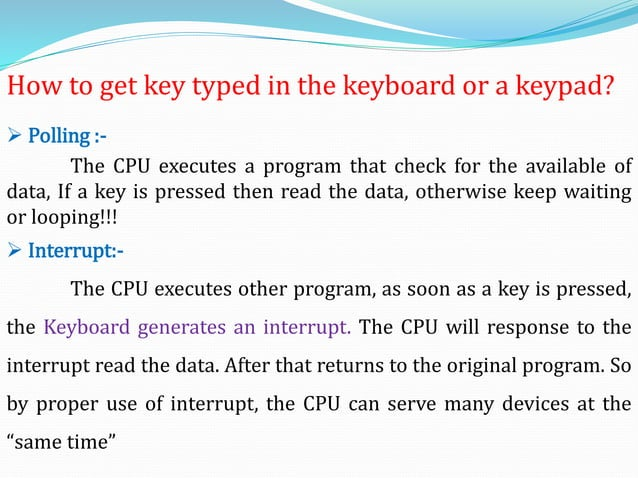 How to get key typed in the keyboard or a keypad?
➢ Polling :-
The CPU executes a program that check for the available of
data, If a key is pressed then read the data, otherwise keep waiting
or looping!!!
➢ Interrupt:-
The CPU executes other program, as soon as a key is pressed,
the Keyboard generates an interrupt. The CPU will response to the
interrupt read the data. After that returns to the original program. So
by proper use of interrupt, the CPU can serve many devices at the
“same time”